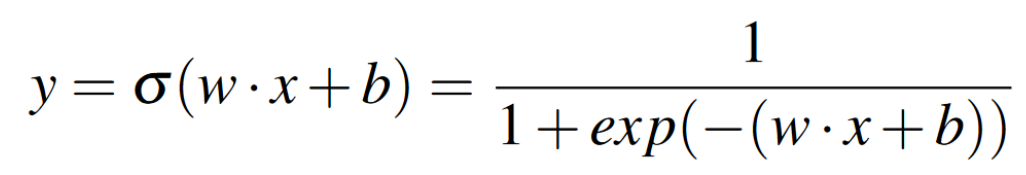 y = σ(w · x + b) = 1 / 1 + exp(−(w · x + b))